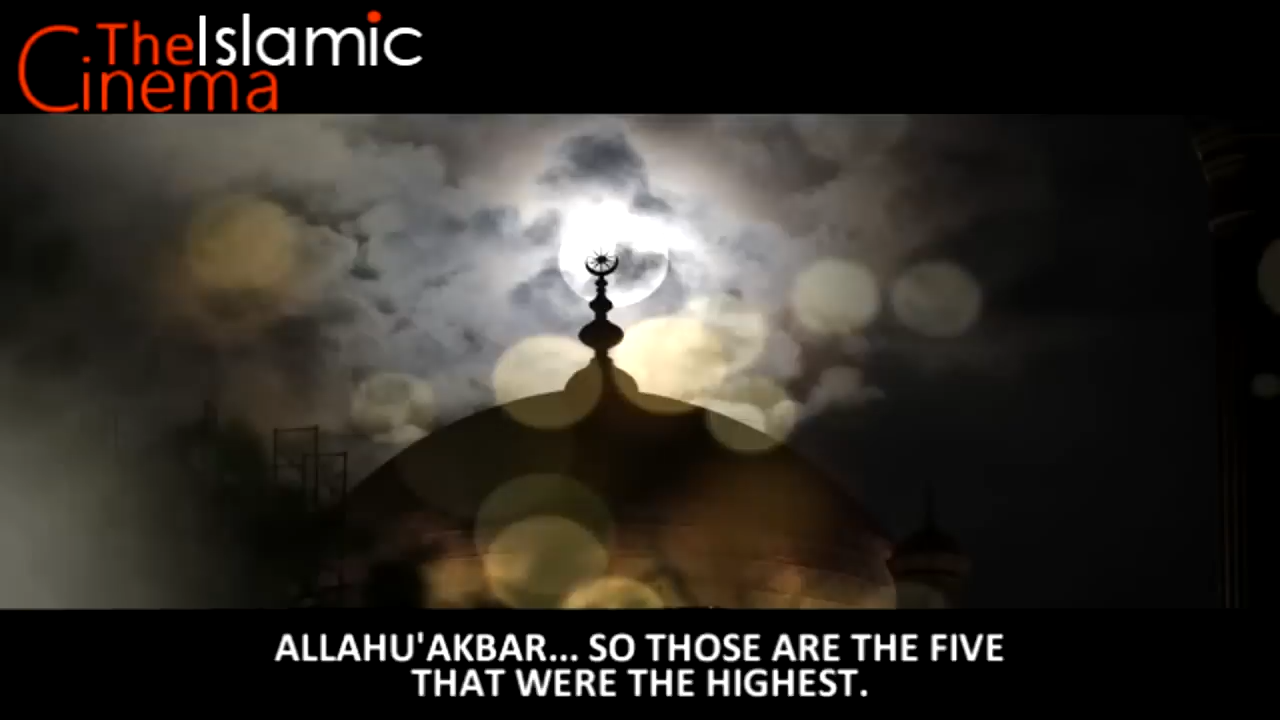 TheIslamic
Cinema
ALLAHU'AKBAR... SO THOSE ARE THE FIVE
THAT WERE THE HIGHEST.